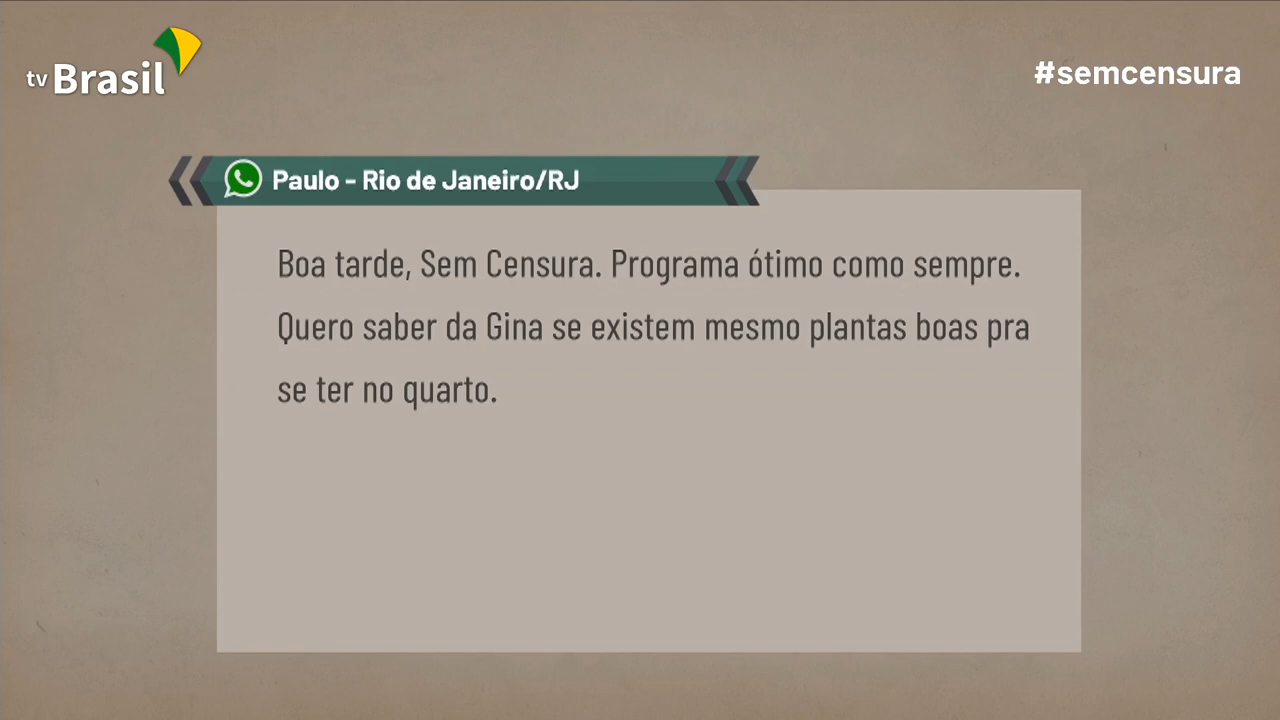 tv Brasil
#semcensura
Paulo - Rio de Janeiro/RJ
Boa tarde, Sem Censura. Programa ótimo como sempre.
Quero saber da Gina se existem mesmo plantas boas pra
se ter no quarto.